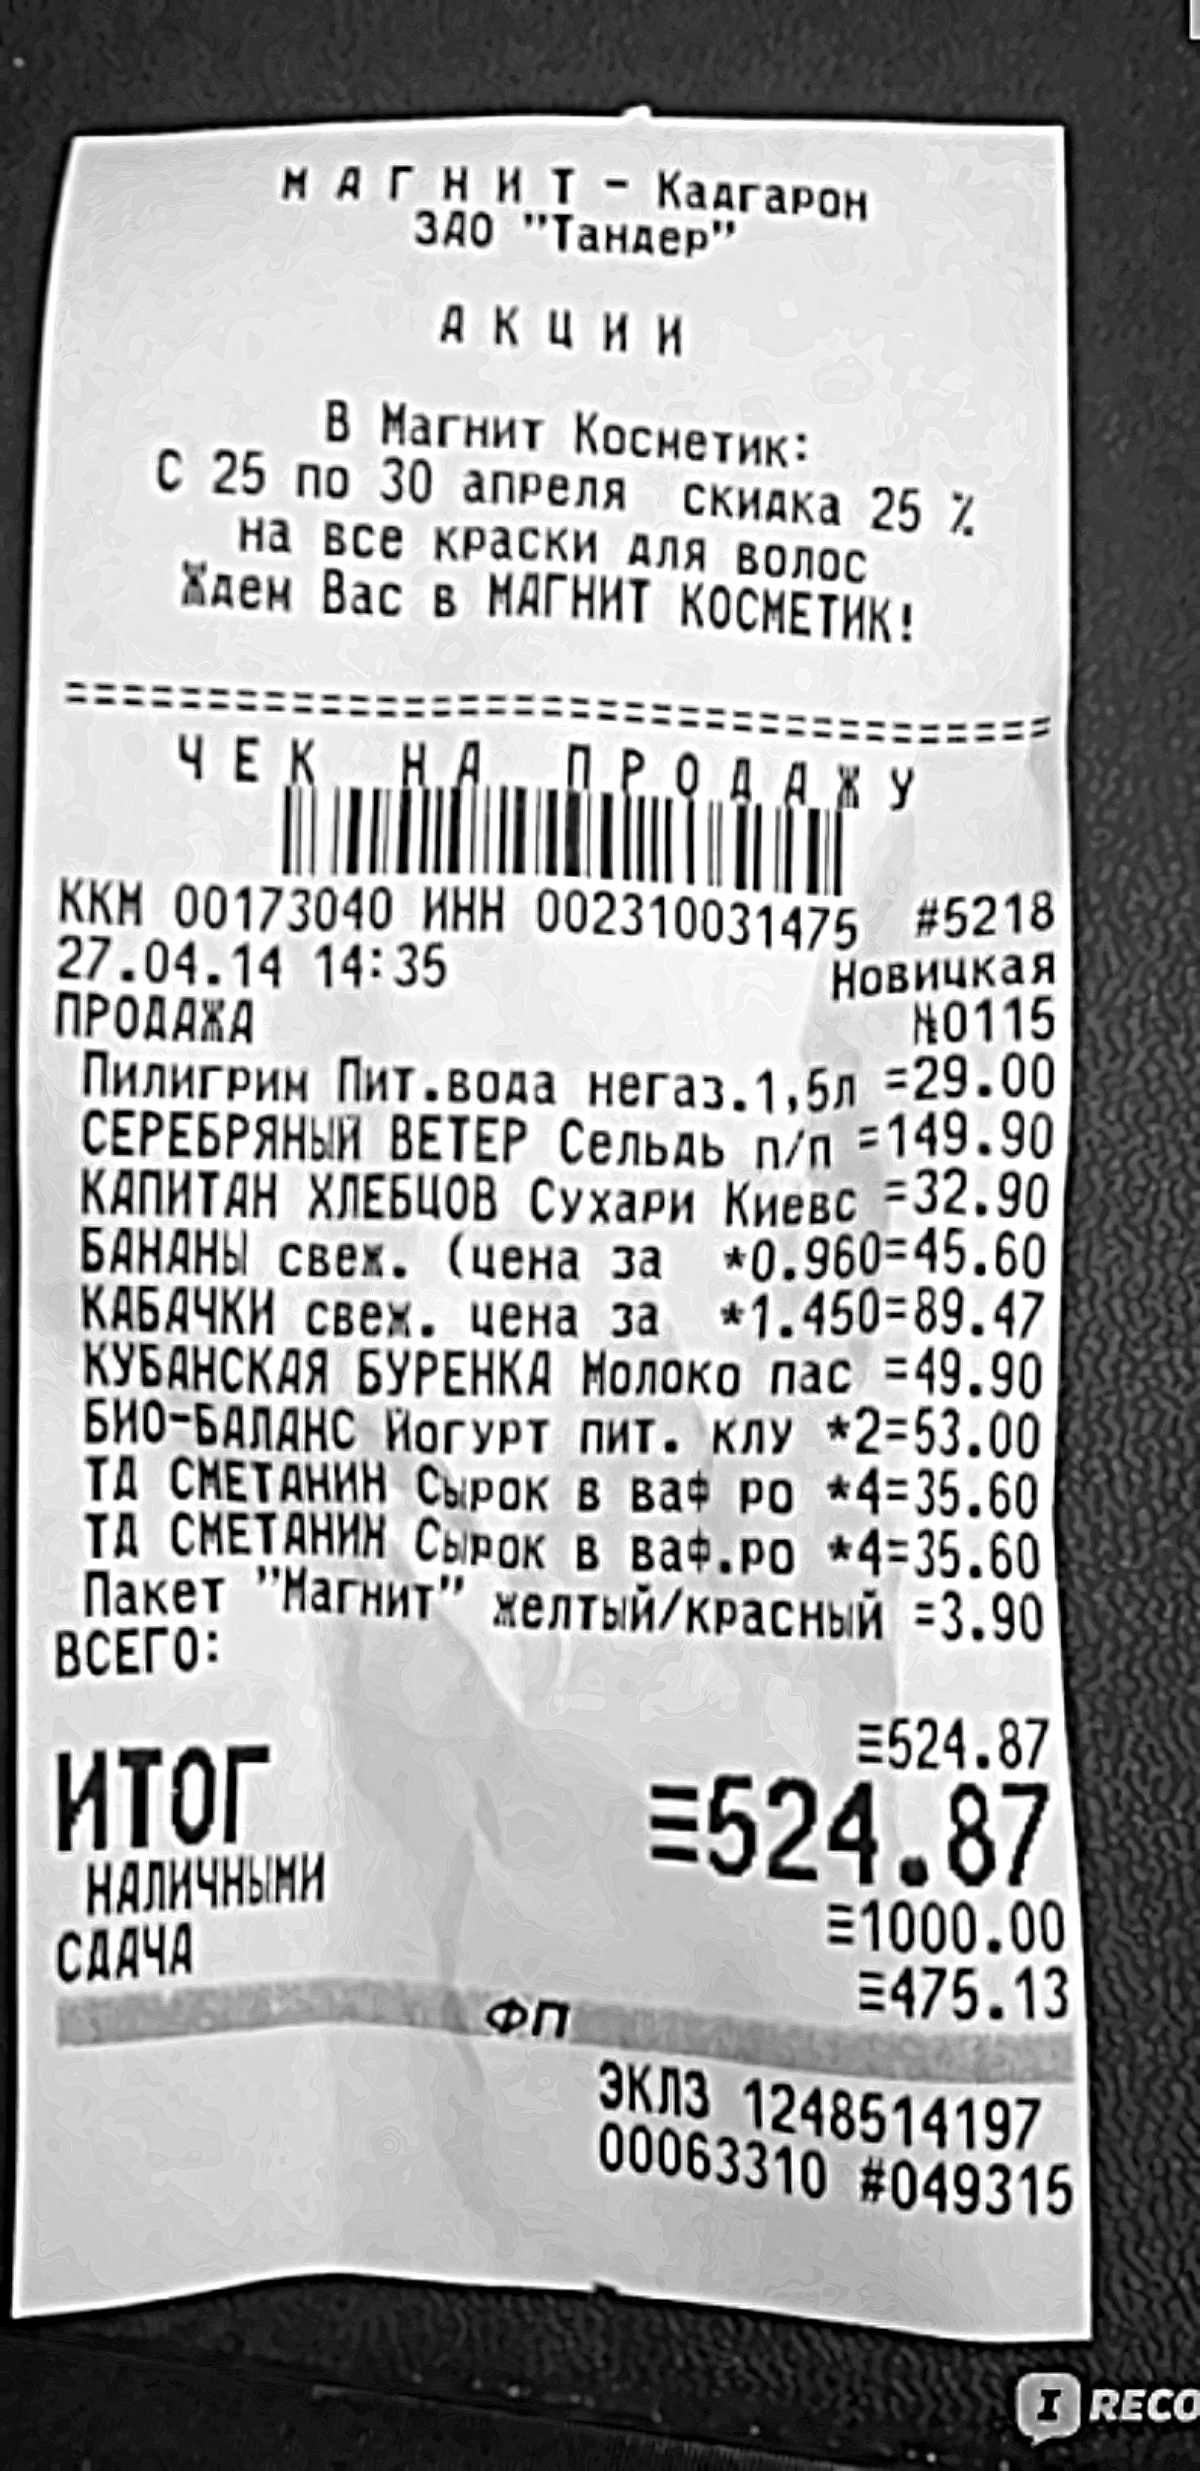 М А Г Н И Т - Кадгарон
ЗАО "Тандер"
А К Ц И И
В Магнит Косметик:
С 25 по 30 апреля скидка 25 %
на все краски для волос
Ждем Вас в МАГНИТ КОСМЕТИК!
===================================
Ч Е К Н А П Р О Д А Ж У
ККМ 00173040 ИНН 002310031475 #5218
27.04.14 14:35 Новицкая
ПРОДАЖА №0115
Пилигрим Пит.вода негаз.1,5л =29.00
СЕРЕБРЯНЫЙ ВЕТЕР Сельдь п/п =149.90
КАПИТАН ХЛЕБЦОВ Сухари Киевс =32.90
БАНАНЫ свеж. (цена за *0.960=45.60
КАБАЧКИ свеж. цена за *1.450=89.47
КУБАНСКАЯ БУРЕНКА Молоко пас =49.90
БИО-БАЛАНС Йогурт пит. клу *2=53.00
ТД СМЕТАНИН Сырок в ваф ро *4=35.60
ТД СМЕТАНИН Сырок в ваф.ро *4=35.60
Пакет "Магнит" желтый/красный =3.90
ВСЕГО:
≡524.87
ИТОГ ≡524.87
НАЛИЧНЫМИ ≡1000.00
СДАЧА ≡475.13
ФП
ЭКЛЗ 1248514197
00063310 #049315
I RECO